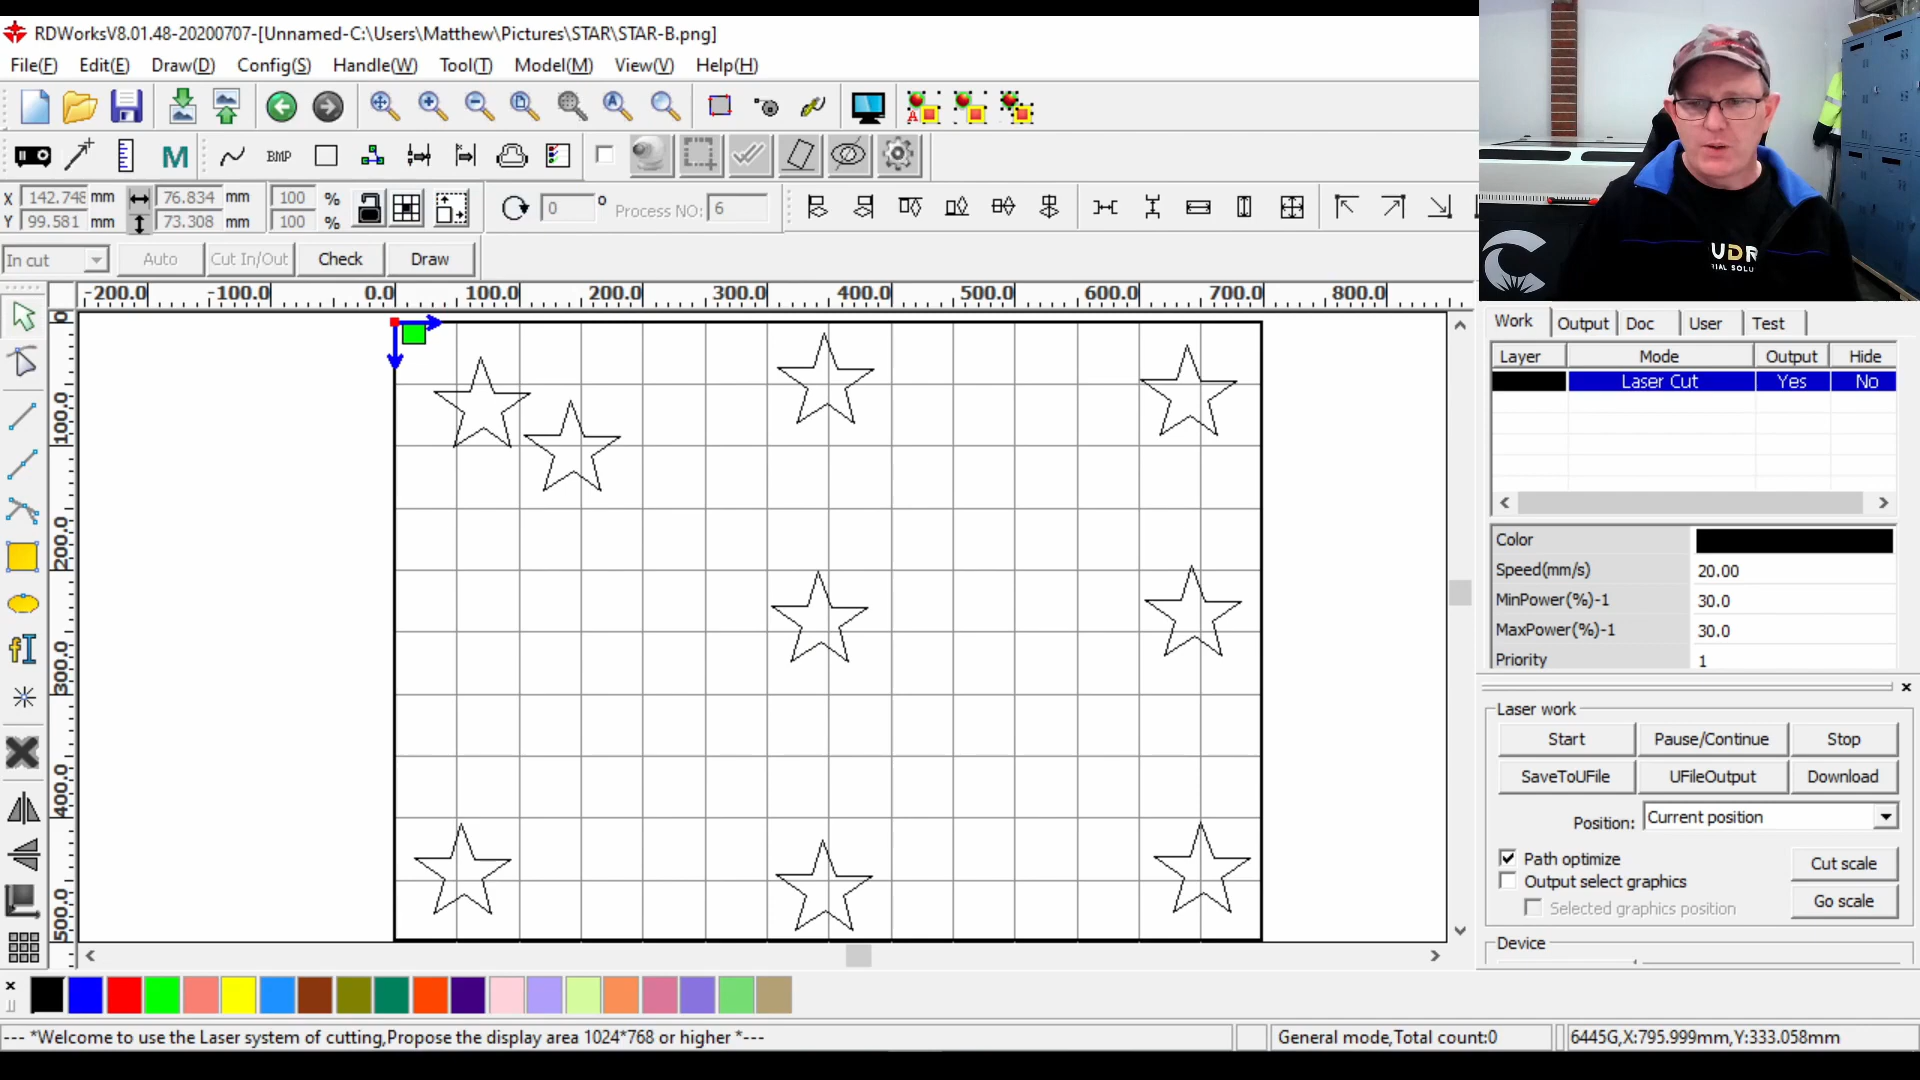 RDWorksV8.01.48-20200707-[Unnamed-C:\Users\Matthew\Pictures\STAR\STAR-B.png]
File(F) Edit(E) Draw(D) Config(S) Handle(W) Tool(T) Model(M) View(V) Help(H)
BMP
X 142.748 mm 76.834 mm 100 %
Y 99.581 mm 73.308 mm 100 %
0 ° Process NO: 6
In cut Auto Cut In/Out Check Draw
-200.0 -100.0 0.0 100.0 200.0 300.0 400.0 500.0 600.0 700.0 800.0
0
100.0
200.0
300.0
400.0
500.0
UDR
IAL SOLU
Work Output Doc User Test
Layer Mode Output Hide
Laser Cut Yes No
Color
Speed(mm/s) 20.00
MinPower(%)-1 30.0
MaxPower(%)-1 30.0
Priority 1
Laser work
Start Pause/Continue Stop
SaveToUFile UFileOutput Download
Position: Current position
Path optimize Cut scale
Output select graphics
Selected graphics position Go scale
Device
--- *Welcome to use the Laser system of cutting,Propose the display area 1024*768 or higher *---
General mode,Total count:0
6445G,X:795.999mm,Y:333.058mm